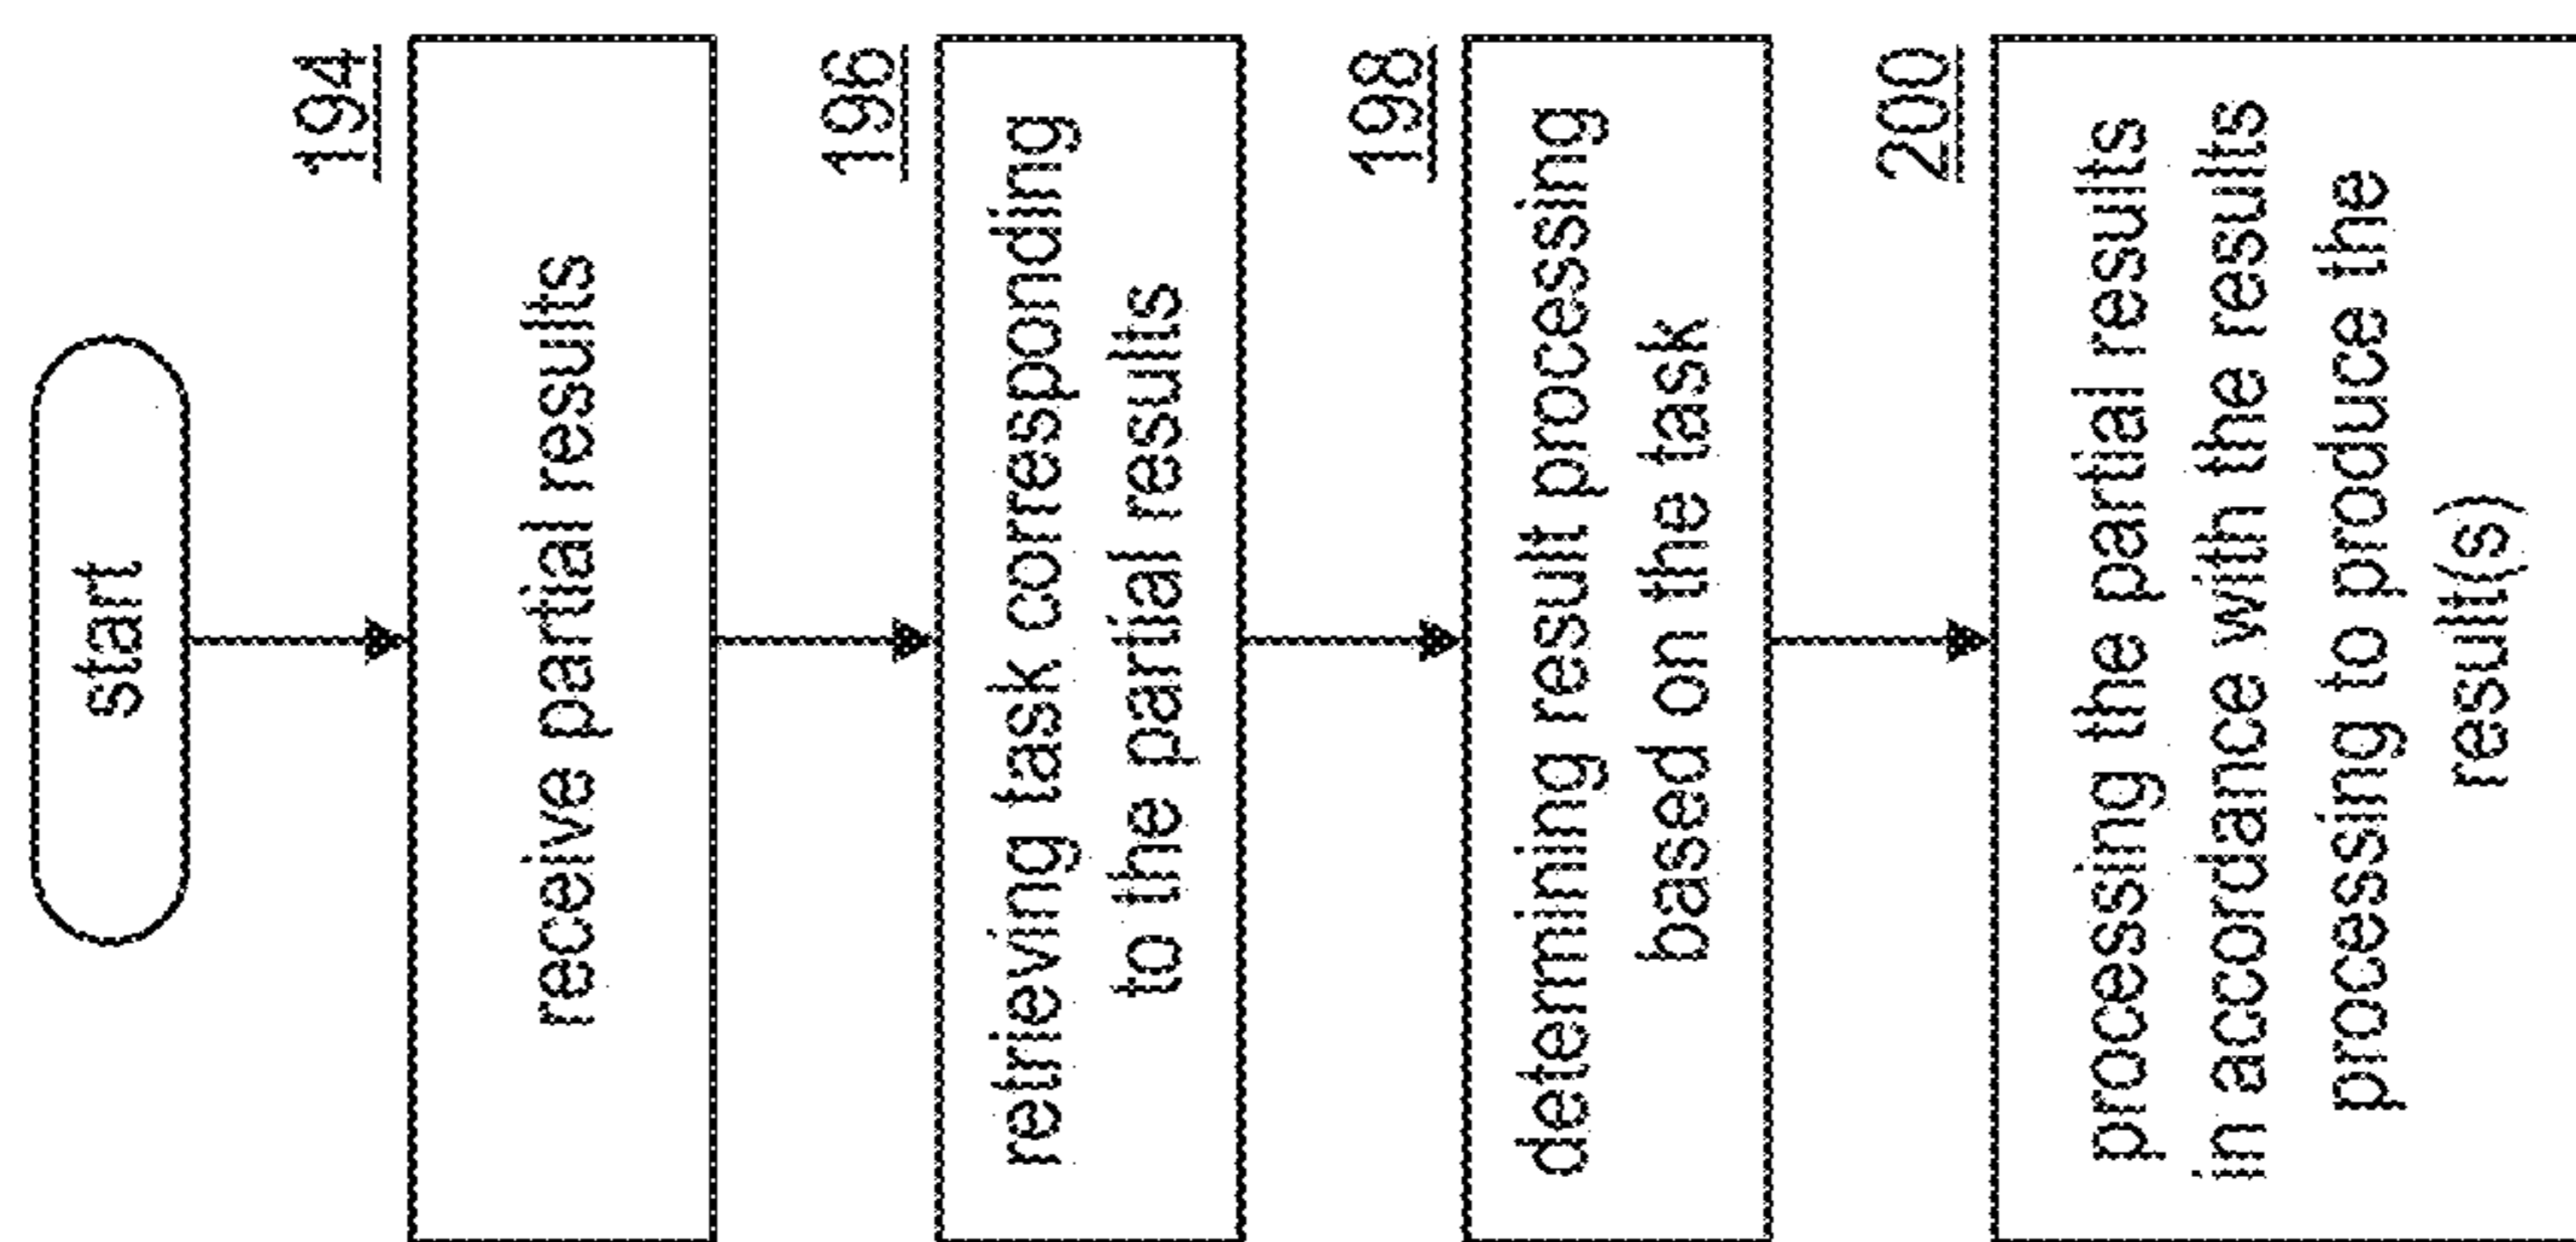 start
194
receive partial results
196
retrieving task corresponding
to the partial results
198
determining result processing
based on the task
200
processing the partial results
in accordance with the results
processing to produce the
result(s)